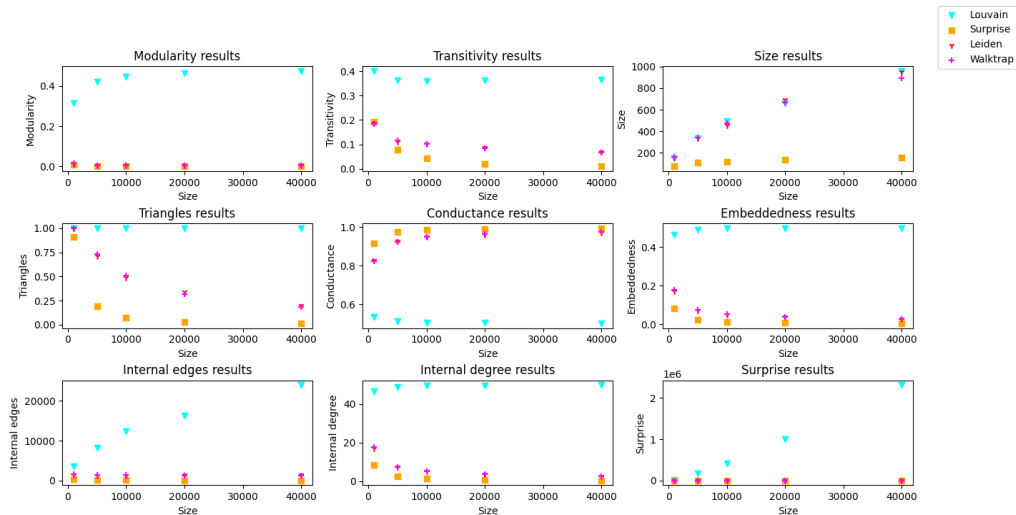 Louvain
Surprise
Leiden
Walktrap
Modularity results
0.4
0.2
0.0
Modularity
0 10000 20000 30000 40000
Size
Transitivity results
0.4
0.3
0.2
0.1
0.0
Transitivity
0 10000 20000 30000 40000
Size
Size results
1000
800
600
400
200
Size
0 10000 20000 30000 40000
Size
Triangles results
1.00
0.75
0.50
0.25
0.00
Triangles
0 10000 20000 30000 40000
Size
Conductance results
1.0
0.8
0.6
Conductance
0 10000 20000 30000 40000
Size
Embeddedness results
0.4
0.2
0.0
Embeddedness
0 10000 20000 30000 40000
Size
Internal edges results
20000
10000
0
Internal edges
0 10000 20000 30000 40000
Size
Internal degree results
40
20
0
Internal degree
0 10000 20000 30000 40000
Size
Surprise results
1e6
2
1
0
Surprise
0 10000 20000 30000 40000
Size